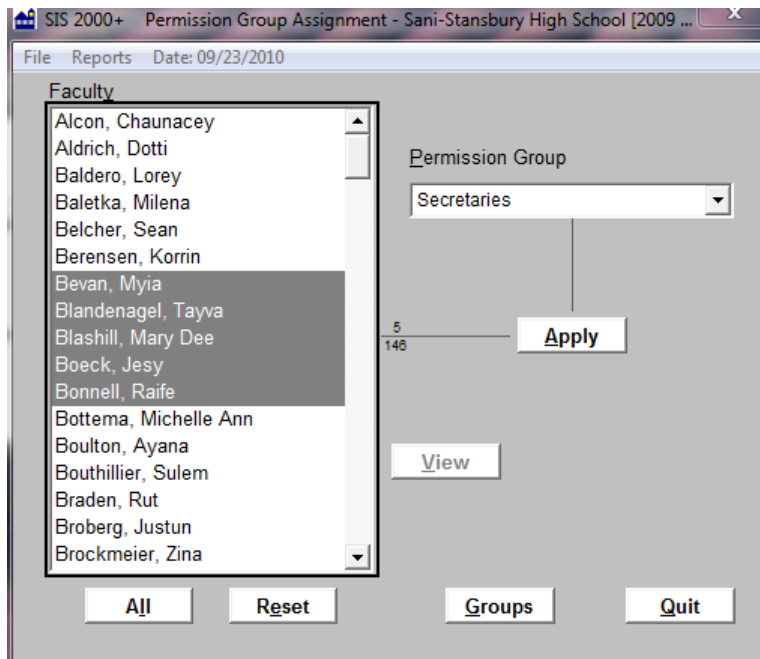 SIS 2000+ Permission Group Assignment - Sani-Stansbury High School [2009 ...
File Reports Date: 09/23/2010
Faculty
Alcon, Chaunacey
Aldrich, Dotti
Baldero, Lorey
Baletka, Milena
Belcher, Sean
Berensen, Korrin
Bevan, Myia
Blandenagel, Tayva
Blashill, Mary Dee
Boeck, Jesy
Bonnell, Raife
Bottema, Michelle Ann
Boulton, Ayana
Bouthillier, Sulem
Braden, Rut
Broberg, Justun
Brockmeier, Zina
Permission Group
Secretaries
5
146
Apply
View
All Reset Groups Quit